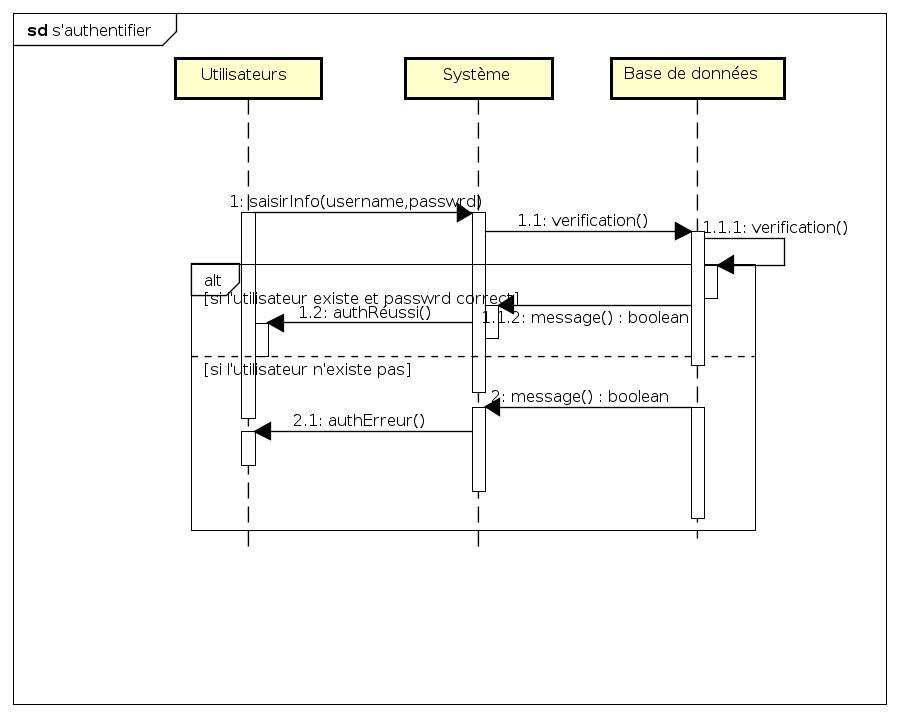 sd s'authentifier
Utilisateurs
Système
Base de données
1: saisirInfo(username,passwrd)
1.1: verification()
1.1.1: verification()
alt
[si l'utilisateur existe et passwrd correct]
1.2: authRéussi()
1.1.2: message() : boolean
[si l'utilisateur n'existe pas]
2: message() : boolean
2.1: authErreur()